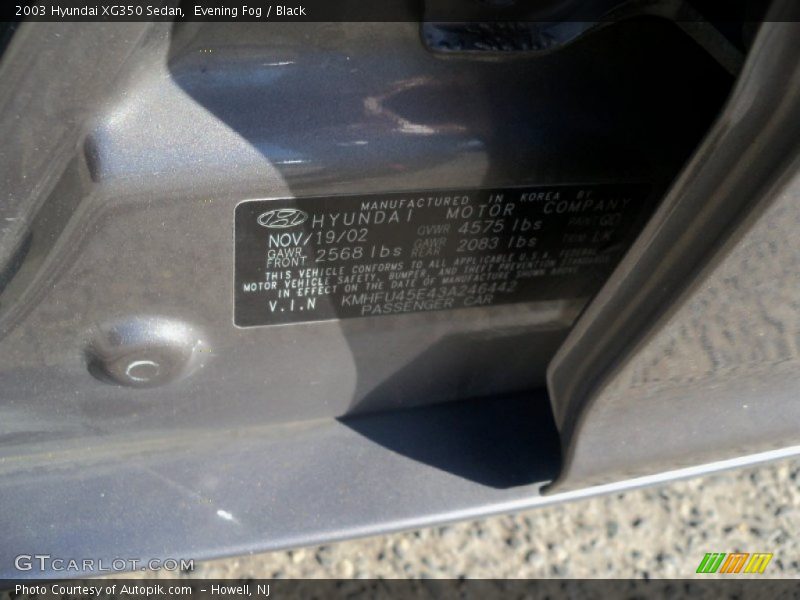 2003 Hyundai XG350 Sedan, Evening Fog / Black
MANUFACTURED IN KOREA BY
HYUNDAI MOTOR COMPANY
NOV/19/02 GVWR 4575 lbs PAINT:
GAWR FRONT 2568 lbs GAWR REAR 2083 lbs TRIM: LK
THIS VEHICLE CONFORMS TO ALL APPLICABLE U.S.A. FEDERAL
MOTOR VEHICLE SAFETY, BUMPER, AND THEFT PREVENTION STANDARDS
IN EFFECT ON THE DATE OF MANUFACTURE SHOWN ABOVE.
V.I.N KMHFU45E43A246442
PASSENGER CAR
GTCARLOT.COM
Photo Courtesy of Autopik.com - Howell, NJ